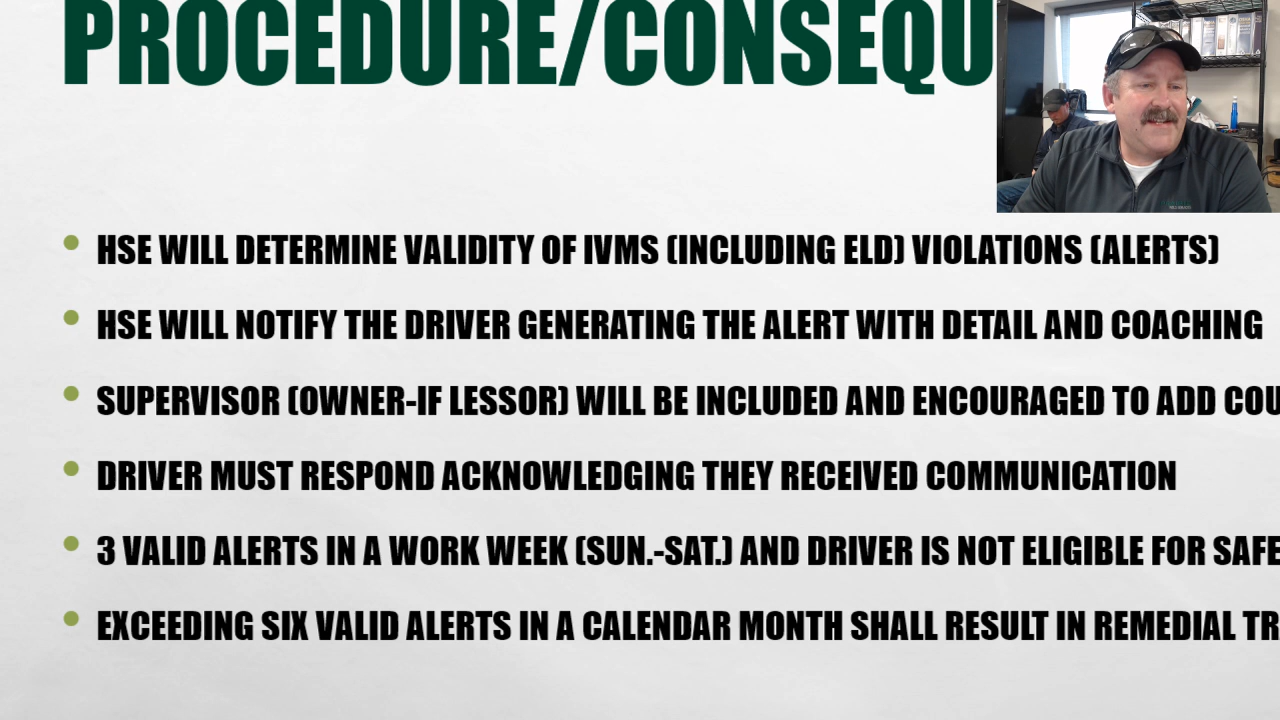 PROCEDURE/CONSEQU
HSE WILL DETERMINE VALIDITY OF IVMS (INCLUDING ELD) VIOLATIONS (ALERTS)
HSE WILL NOTIFY THE DRIVER GENERATING THE ALERT WITH DETAIL AND COACHING
SUPERVISOR (OWNER-IF LESSOR) WILL BE INCLUDED AND ENCOURAGED TO ADD COU
DRIVER MUST RESPOND ACKNOWLEDGING THEY RECEIVED COMMUNICATION
3 VALID ALERTS IN A WORK WEEK (SUN.-SAT.) AND DRIVER IS NOT ELIGIBLE FOR SAFE
EXCEEDING SIX VALID ALERTS IN A CALENDAR MONTH SHALL RESULT IN REMEDIAL TR